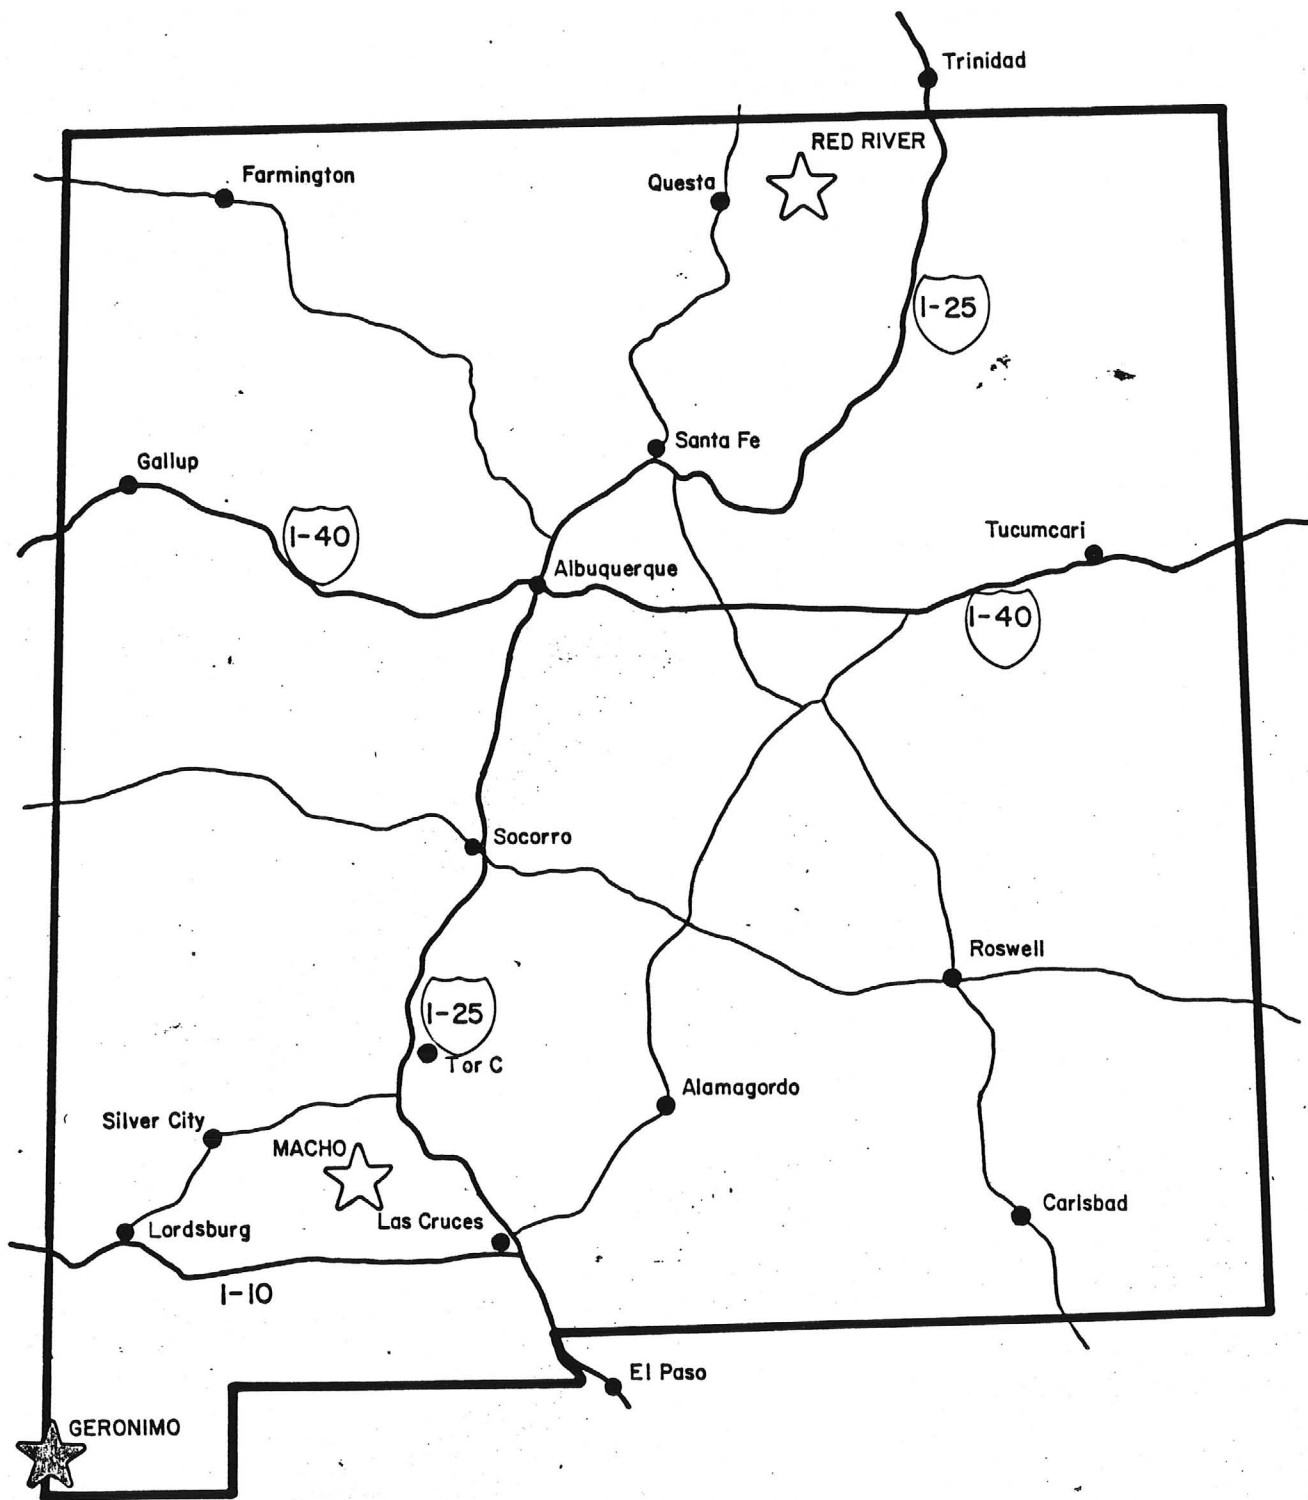 Trinidad
RED RIVER
Farmington
Questa
I-25
Santa Fe
Gallup
I-40
Tucumcari
Albuquerque
I-40
Socorro
Roswell
I-25
T or C
Alamagordo
Silver City
MACHO
Carlsbad
Las Cruces
Lordsburg
I-10
El Paso
GERONIMO